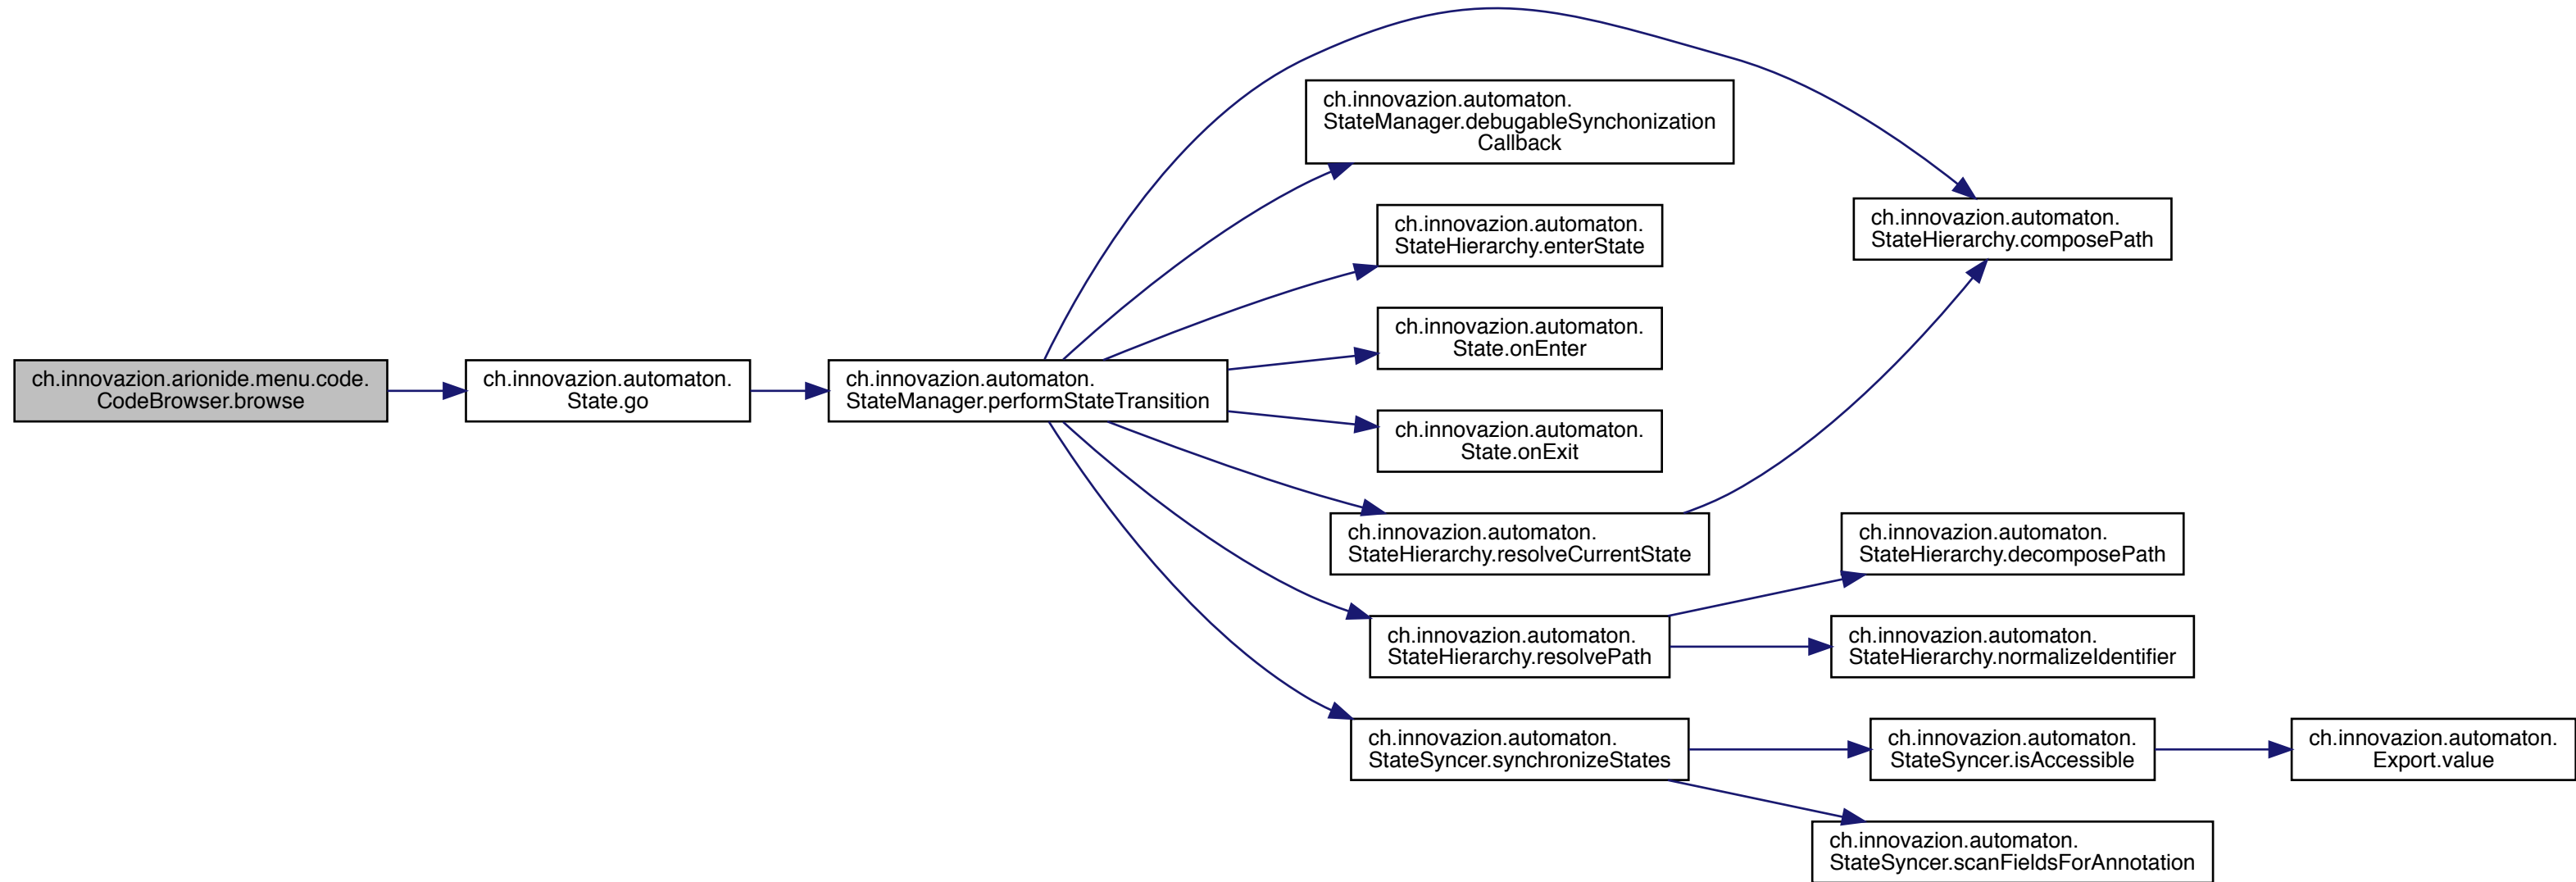 ch.innovazion.arionide.menu.code.
CodeBrowser.browse
ch.innovazion.automaton.
State.go
ch.innovazion.automaton.
StateManager.performStateTransition
ch.innovazion.automaton.
StateManager.debugableSynchonization
Callback
ch.innovazion.automaton.
StateHierarchy.enterState
ch.innovazion.automaton.
State.onEnter
ch.innovazion.automaton.
State.onExit
ch.innovazion.automaton.
StateHierarchy.resolveCurrentState
ch.innovazion.automaton.
StateHierarchy.resolvePath
ch.innovazion.automaton.
StateSyncer.synchronizeStates
ch.innovazion.automaton.
StateHierarchy.composePath
ch.innovazion.automaton.
StateHierarchy.decomposePath
ch.innovazion.automaton.
StateHierarchy.normalizeIdentifier
ch.innovazion.automaton.
StateSyncer.isAccessible
ch.innovazion.automaton.
StateSyncer.scanFieldsForAnnotation
ch.innovazion.automaton.
Export.value